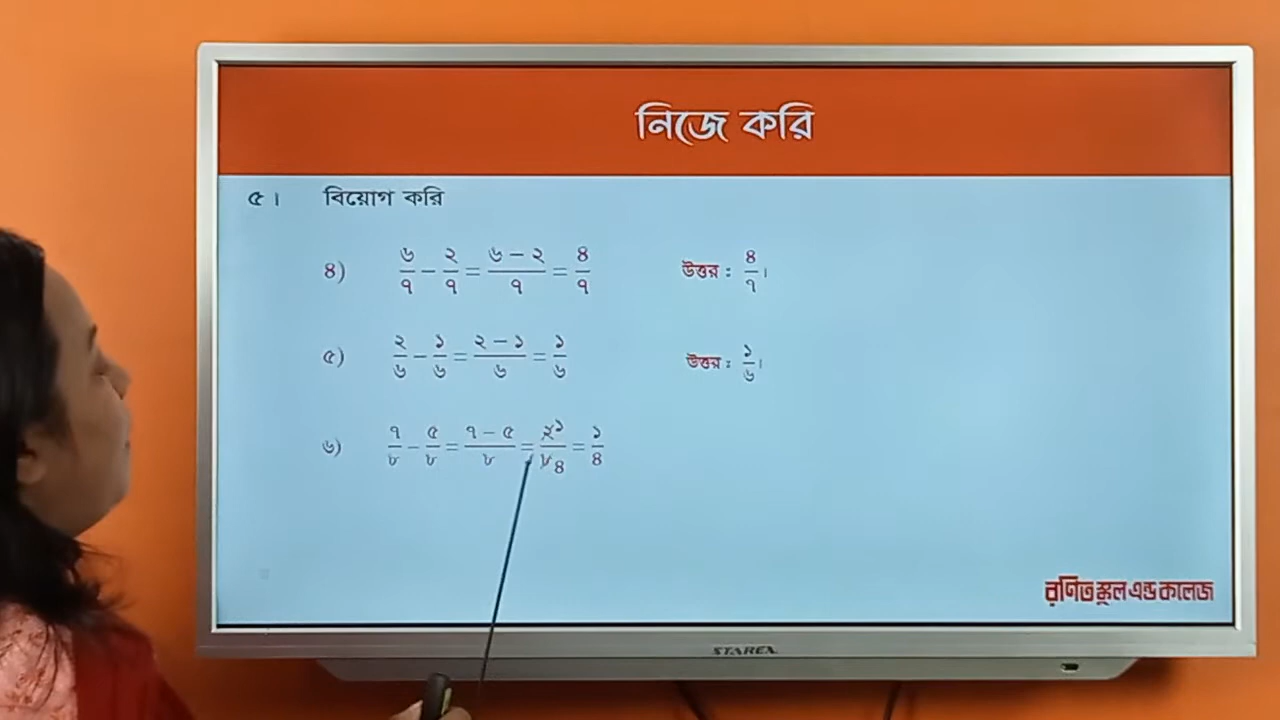 নিজে করি
৫। বিয়োগ করি
৪) ৬/৭ − ২/৭ = (৬ − ২)/৭ = ৪/৭ উত্তর : ৪/৭।
৫) ২/৬ − ১/৬ = (২ − ১)/৬ = ১/৬ উত্তর : ১/৬।
৬) ৭/৮ − ৫/৮ = (৭ − ৫)/৮ = ২ ১/৮ ৪ = ১/৪
রণিত স্কুল এন্ড কলেজ
STAREX